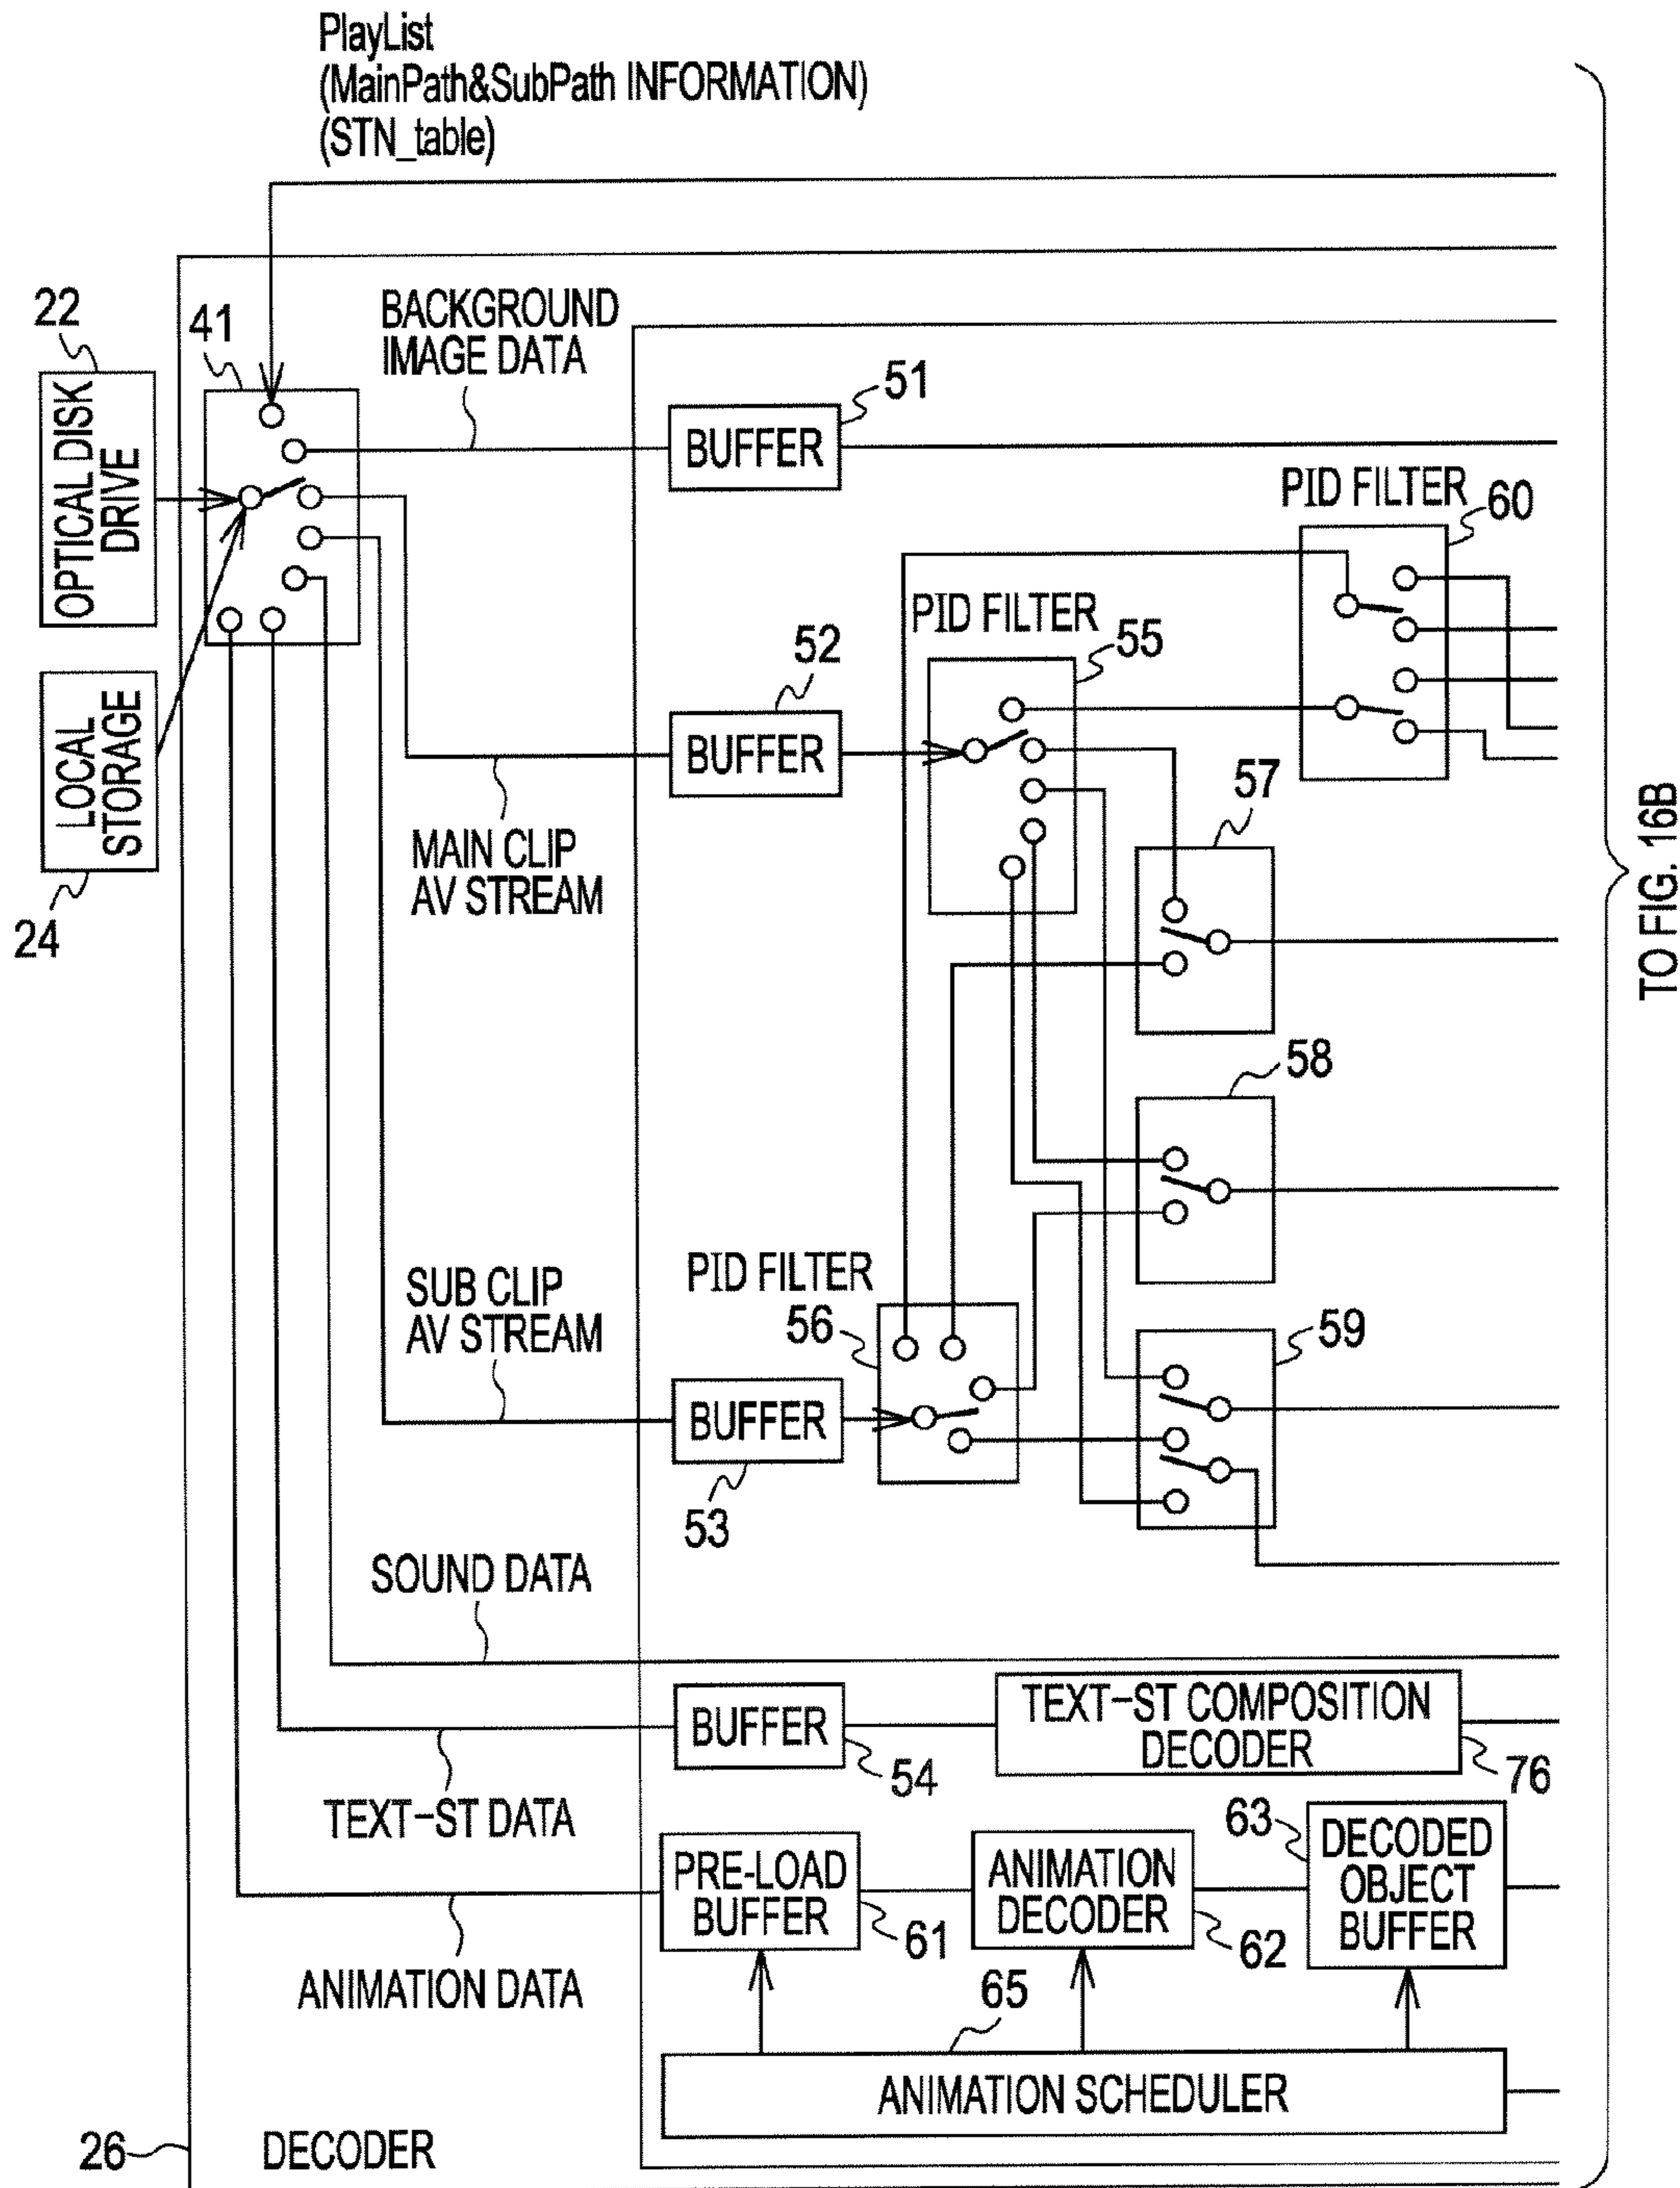 PlayList
(MainPath&SubPath INFORMATION)
(STN_table)
22
41
BACKGROUND
IMAGE DATA
OPTICAL DISK
DRIVE
51
BUFFER
PID FILTER
60
LOCAL
STORAGE
24
52
BUFFER
PID FILTER
55
MAIN CLIP
AV STREAM
57
TO FIG. 16B
58
SUB CLIP
AV STREAM
PID FILTER
56
59
BUFFER
53
SOUND DATA
BUFFER
54
TEXT-ST COMPOSITION
DECODER
76
TEXT-ST DATA
PRE-LOAD
BUFFER
61
ANIMATION
DECODER
62
63
DECODED
OBJECT
BUFFER
ANIMATION DATA
65
ANIMATION SCHEDULER
26
DECODER